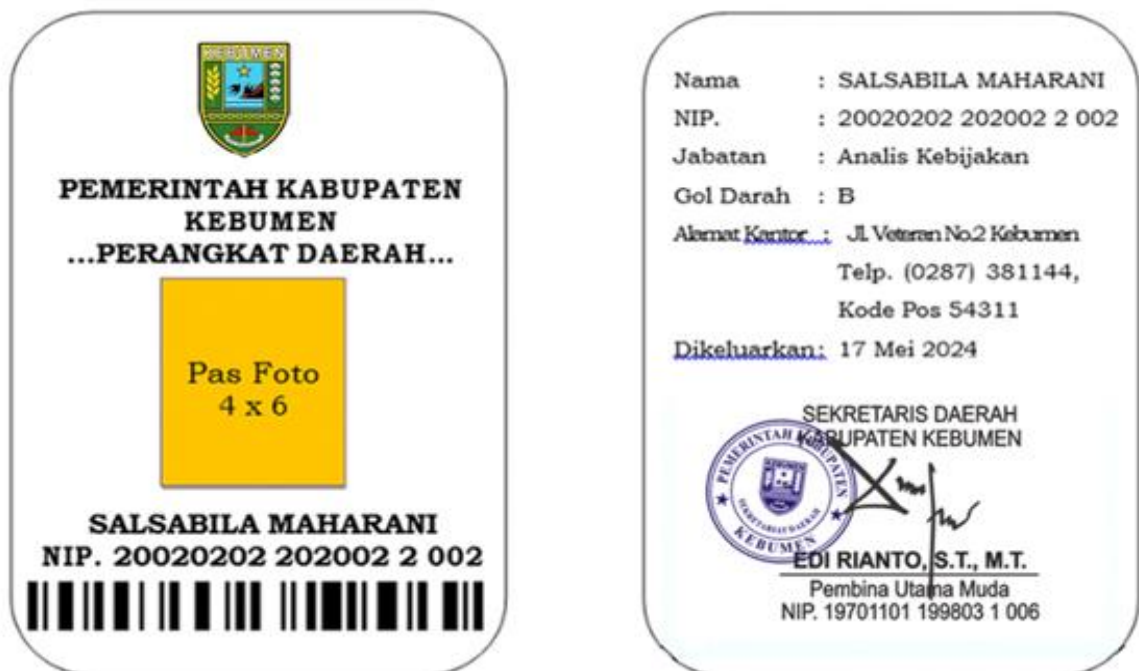 KEBUMEN
PEMERINTAH KABUPATEN
KEBUMEN
...PERANGKAT DAERAH...
Pas Foto
4 x 6
SALSABILA MAHARANI
NIP. 20020202 202002 2 002
Nama : SALSABILA MAHARANI
NIP. : 20020202 202002 2 002
Jabatan : Analis Kebijakan
Gol Darah : B
Alamat Kantor : Jl. Veteran No.2 Kebumen
Telp. (0287) 381144,
Kode Pos 54311
Dikeluarkan: 17 Mei 2024
SEKRETARIS DAERAH
KABUPATEN KEBUMEN
PEMERINTAH KABUPATEN
KEBUMEN
SEKRETARIAT DAERAH
KEBUMEN
EDI RIANTO, S.T., M.T.
Pembina Utama Muda
NIP. 19701101 199803 1 006